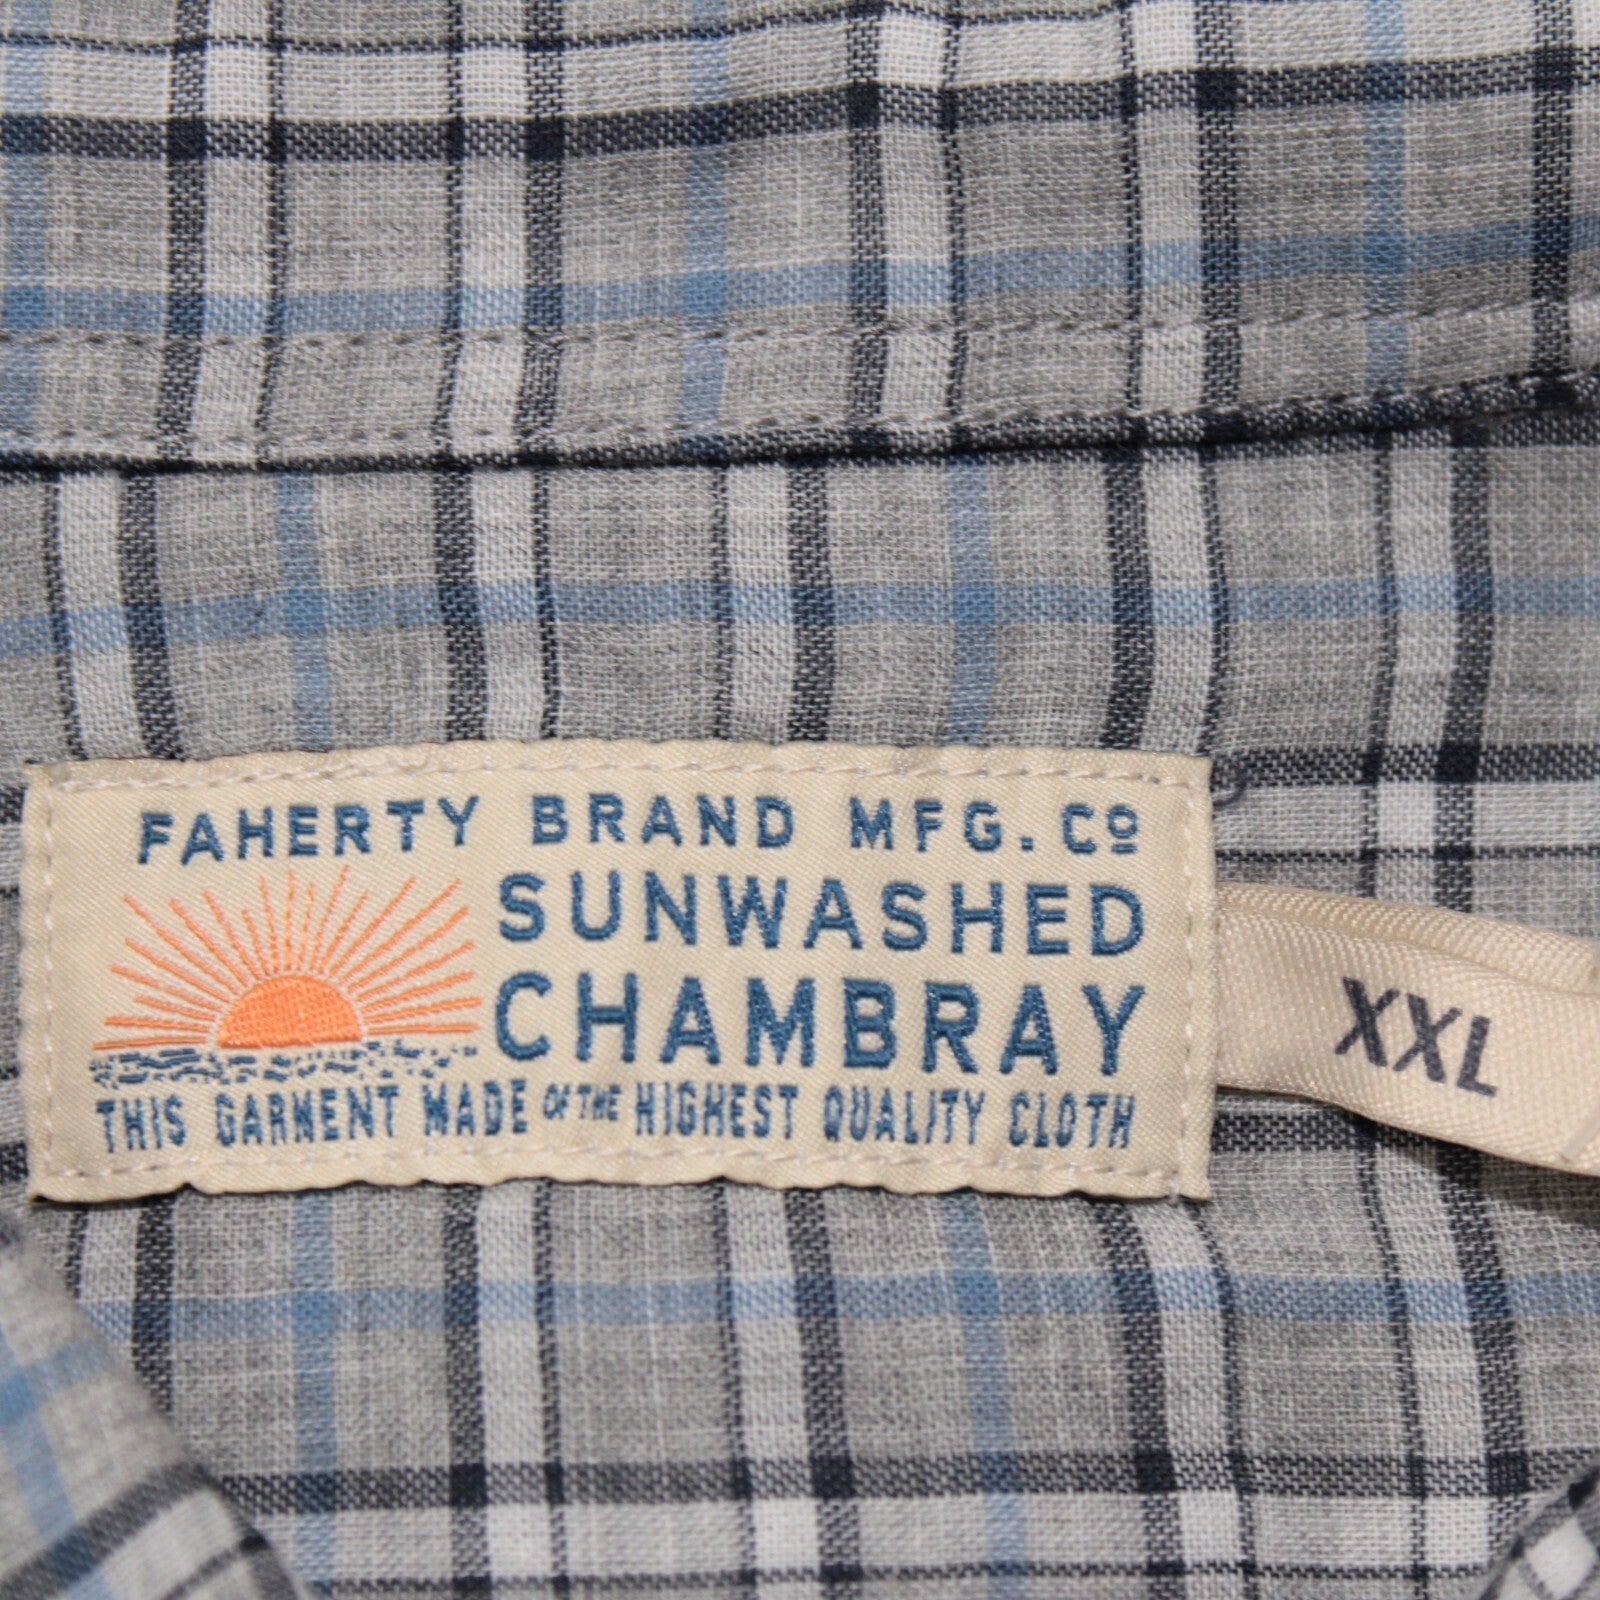 FAHERTY BRAND MFG. Cº
SUNWASHED
CHAMBRAY
THIS GARMENT MADE OF THE HIGHEST QUALITY CLOTH
XXL